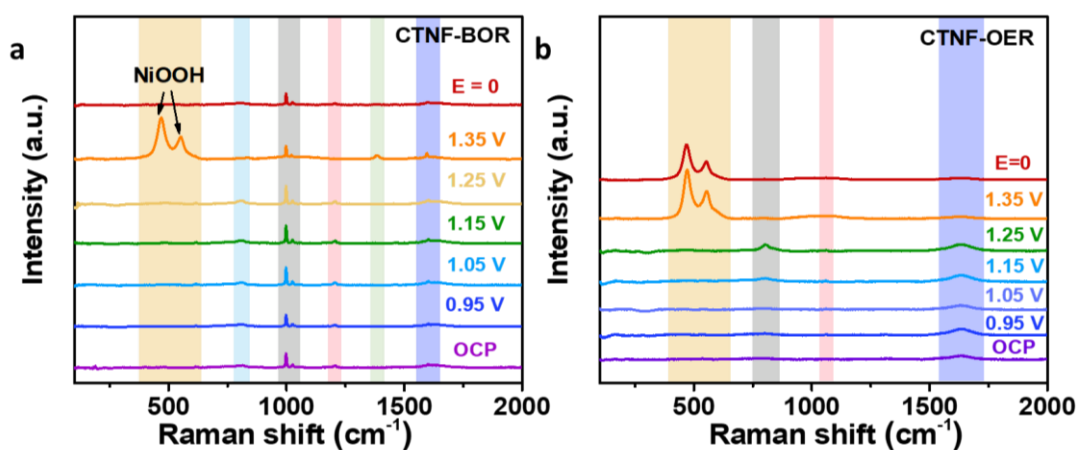 a
CTNF-BOR
NiOOH
E = 0
1.35 V
1.25 V
1.15 V
1.05 V
0.95 V
OCP
Intensity (a.u.)
500
1000
1500
2000
Raman shift (cm⁻¹)
b
CTNF-OER
E=0
1.35 V
1.25 V
1.15 V
1.05 V
0.95 V
OCP
Intensity (a.u.)
500
1000
1500
2000
Raman shift (cm⁻¹)